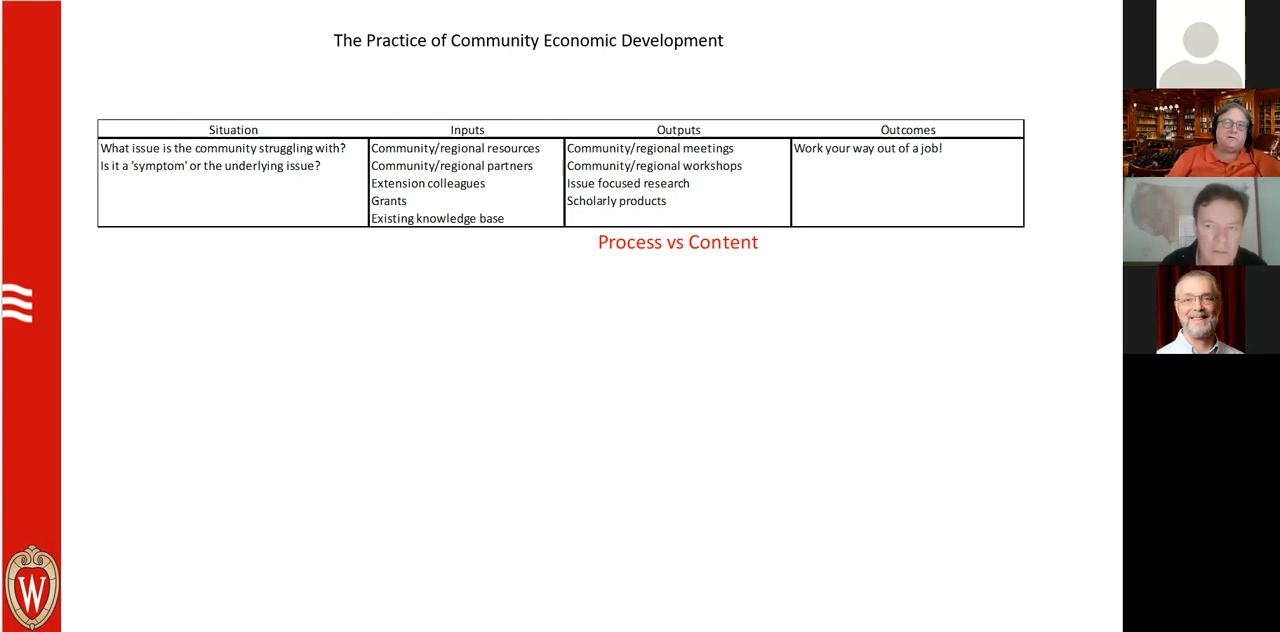 The Practice of Community Economic Development
Situation Inputs Outputs Outcomes
What issue is the community struggling with? Community/regional resources Community/regional meetings Work your way out of a job!
Is it a 'symptom' or the underlying issue? Community/regional partners Community/regional workshops
Extension colleagues Issue focused research
Grants Scholarly products
Existing knowledge base
Process vs Content
W